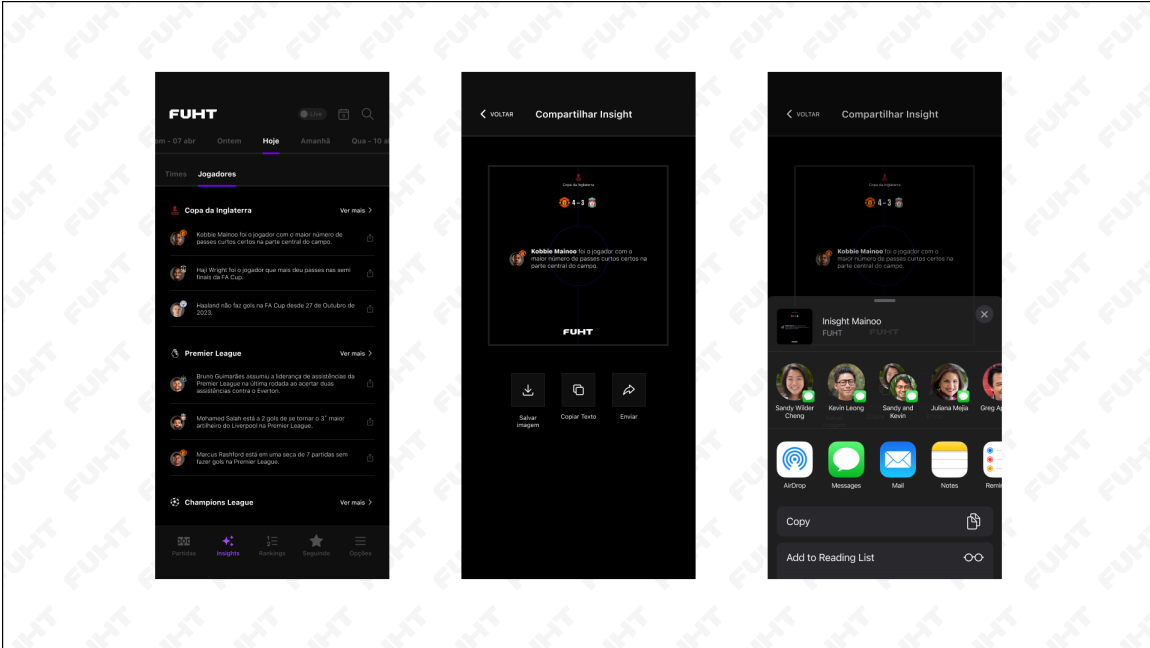 FUHT
Live
9
om - 07 abr
Ontem
Hoje
Amanhã
Qua - 10 a
Times
Jogadores
Copa da Inglaterra
Ver mais
Kobbie Mainoo foi o jogador com o maior número de
passes curtos certos na parte central do campo.
Haji Wright foi o jogador que mais deu passes nas semi
finais da FA Cup.
Haaland não faz gols na FA Cup desde 27 de Outubro de
2023.
Premier League
Ver mais
Bruno Guimarães assumiu a liderança de assistências da
Premier League na última rodada ao acertar duas
assistências contra o Everton.
Mohamed Salah está a 2 gols de se tornar o 3° maior
artilheiro do Liverpool na Premier League.
Marcus Rashford está em uma seca de 7 partidas sem
fazer gols na Premier League.
Champions League
Ver mais
Partidas
Insights
Rankings
Seguindo
Opções
VOLTAR
Compartilhar Insight
Copa da Inglaterra
4 - 3
Kobbie Mainoo foi o jogador com o
maior número de passes curtos certos na
parte central do campo.
FUHT
Salvar
imagem
Copiar Texto
Enviar
VOLTAR
Compartilhar Insight
Copa da Inglaterra
4 - 3
Kobbie Mainoo foi o jogador com o
maior número de passes curtos certos na
parte central do campo.
Inisght Mainoo
FUHT
FUHT
Sandy Wilder
Cheng
Kevin Leong
Sandy and
Kevin
Juliana Mejia
Greg Ap
AirDrop
Messages
Mail
Notes
Remin
Copy
Add to Reading List